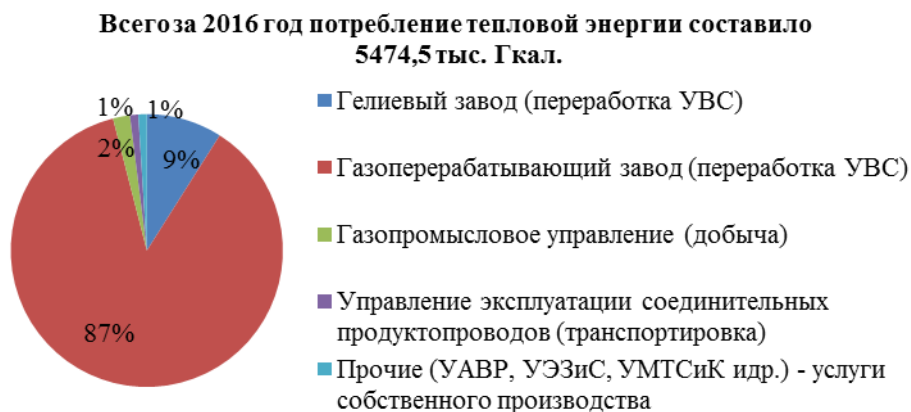 Всего за 2016 год потребление тепловой энергии составило
5474,5 тыс. Гкал.
1%
1%
2%
9%
87%
Гелиевый завод (переработка УВС)
Газоперерабатывающий завод (переработка УВС)
Газопромысловое управление (добыча)
Управление эксплуатации соединительных
продуктопроводов (транспортировка)
Прочие (УАВР, УЭЗиС, УМТСиК идр.) - услуги
собственного производства